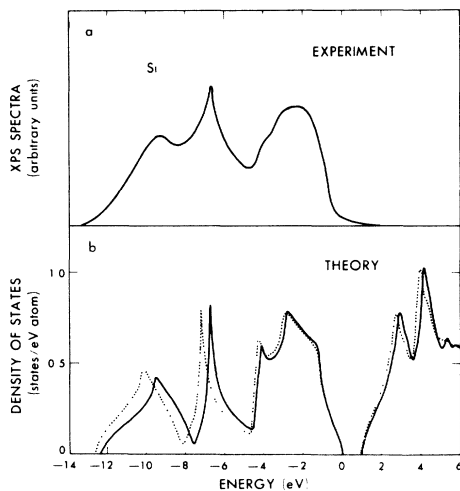 a
EXPERIMENT
Si
XPS SPECTRA
(arbitrary units)
b
THEORY
DENSITY OF STATES
(states/eV atom)
1.0
0.5
0
-14 -12 -10 -8 -6 -4 -2 0 2 4 6
ENERGY (eV)